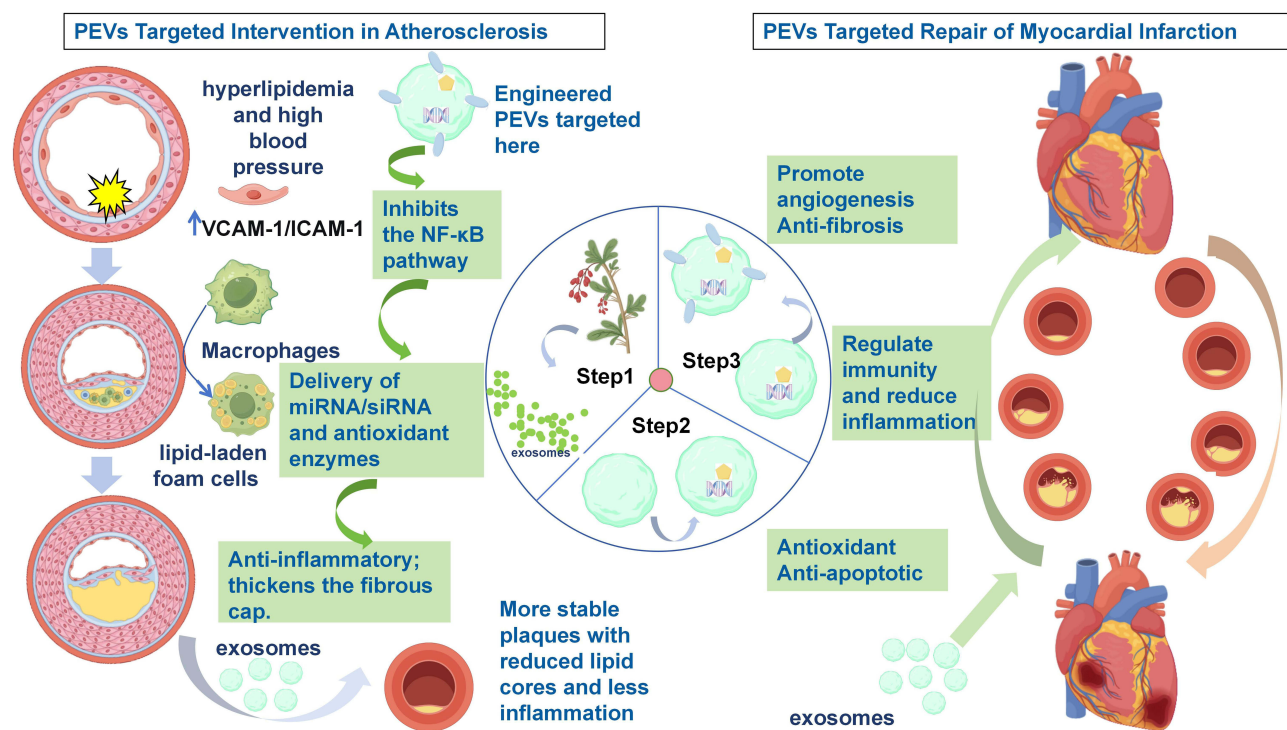 PEVs Targeted Intervention in Atherosclerosis
hyperlipidemia
and high
blood
pressure
VCAM-1/ICAM-1
Engineered
PEVs targeted
here
Inhibits
the NF-κB
pathway
Macrophages
lipid-laden
foam cells
Delivery of
miRNA/siRNA
and antioxidant
enzymes
Anti-inflammatory;
thickens the fibrous
cap.
exosomes
More stable
plaques with
reduced lipid
cores and less
inflammation
Step1
exosomes
Step2
Step3
PEVs Targeted Repair of Myocardial Infarction
Promote
angiogenesis
Anti-fibrosis
Regulate
immunity
and reduce
inflammation
Antioxidant
Anti-apoptotic
exosomes